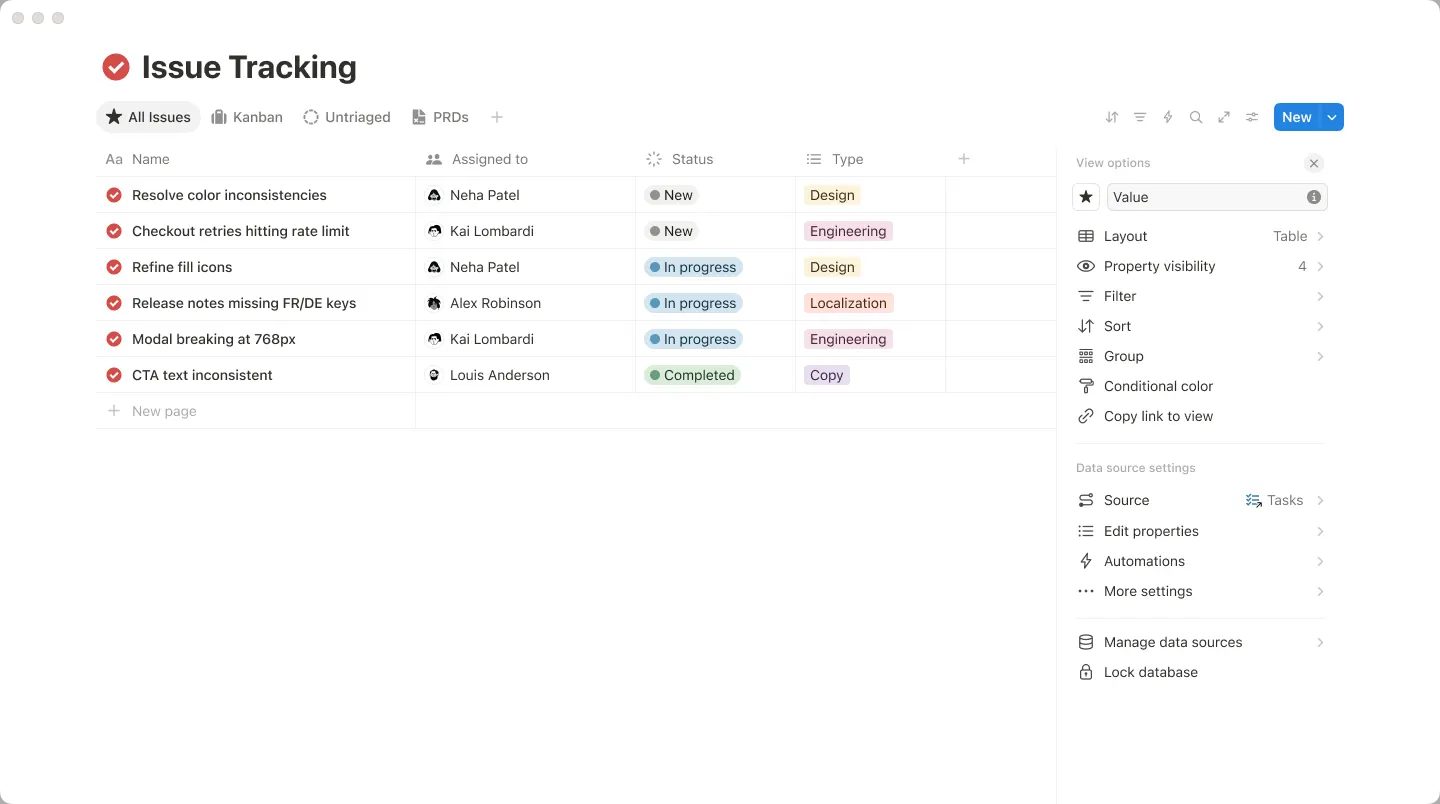 Issue Tracking
All Issues Kanban Untriaged PRDs
New
Aa Name Assigned to Status Type
Resolve color inconsistencies Neha Patel New Design
Checkout retries hitting rate limit Kai Lombardi New Engineering
Refine fill icons Neha Patel In progress Design
Release notes missing FR/DE keys Alex Robinson In progress Localization
Modal breaking at 768px Kai Lombardi In progress Engineering
CTA text inconsistent Louis Anderson Completed Copy
New page
View options
Value
Layout Table
Property visibility 4
Filter
Sort
Group
Conditional color
Copy link to view
Data source settings
Source Tasks
Edit properties
Automations
More settings
Manage data sources
Lock database